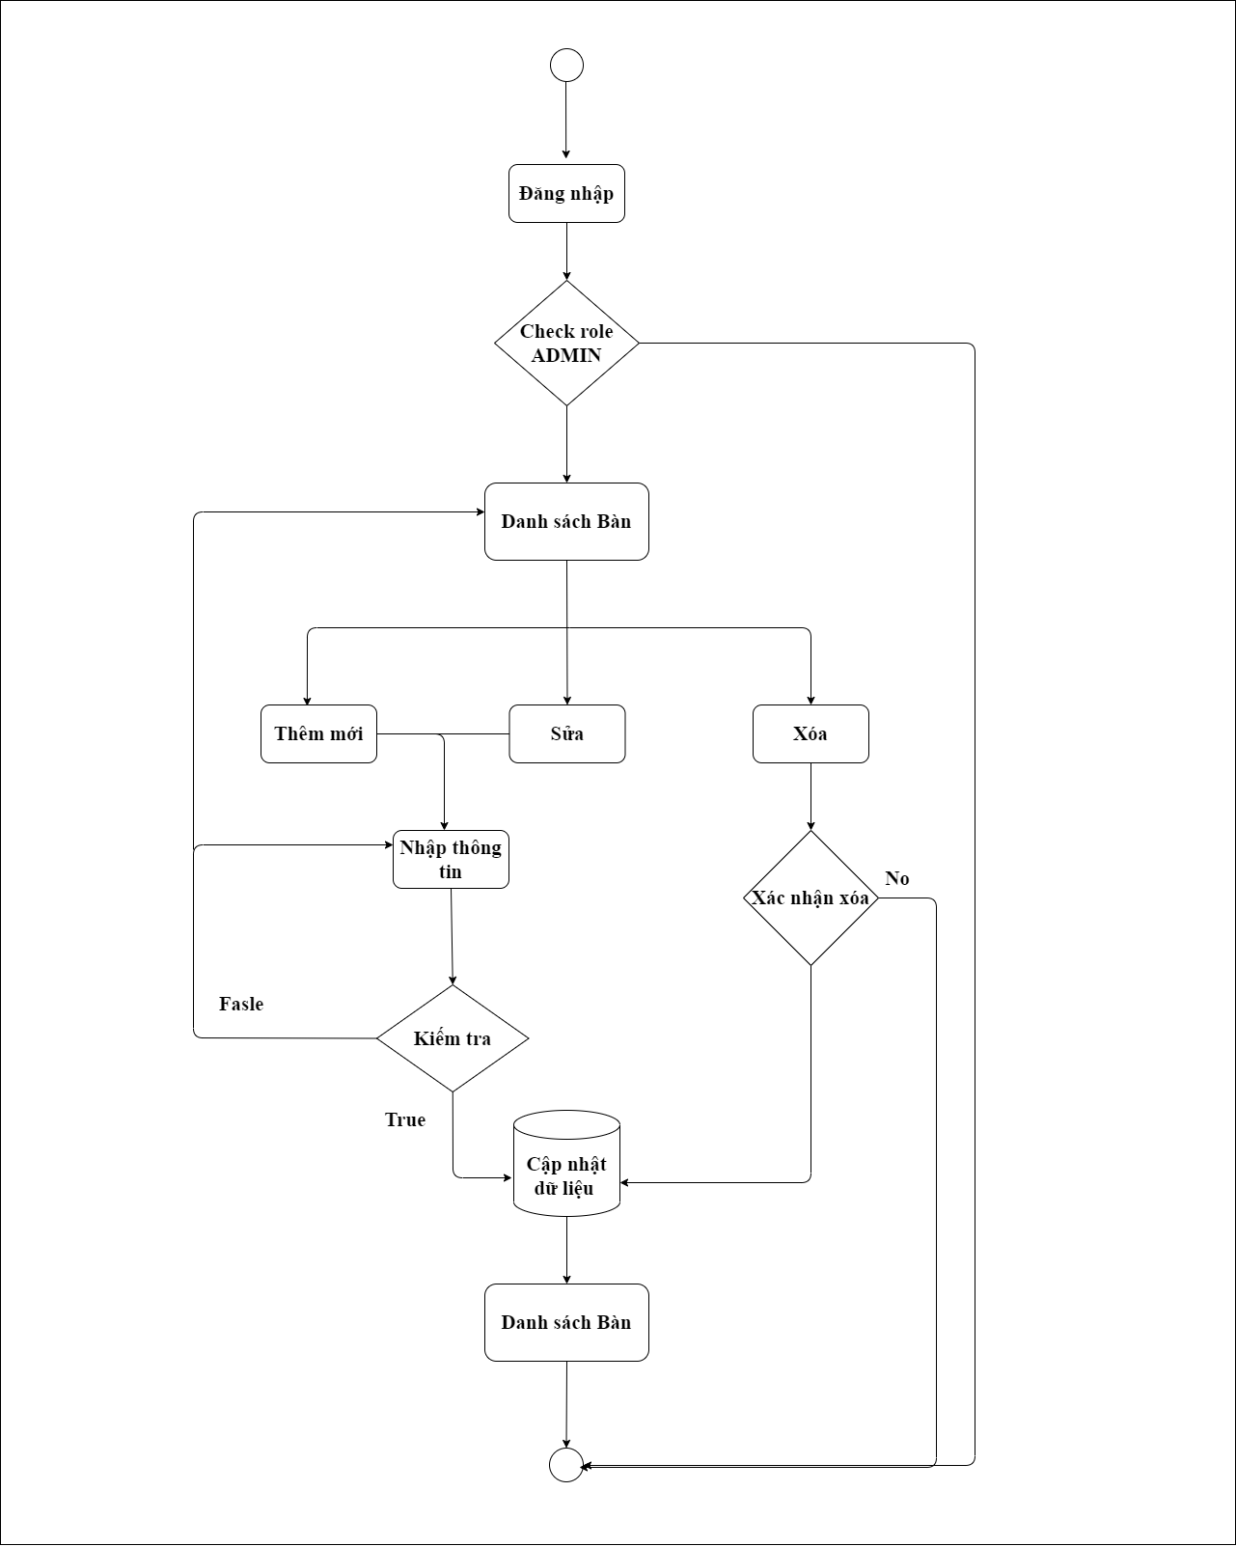 Đăng nhập
Check role
ADMIN
Danh sách Bàn
Thêm mới
Sửa
Xóa
Nhập thông
tin
No
Xác nhận xóa
Fasle
Kiếm tra
True
Cập nhật
dữ liệu
Danh sách Bàn